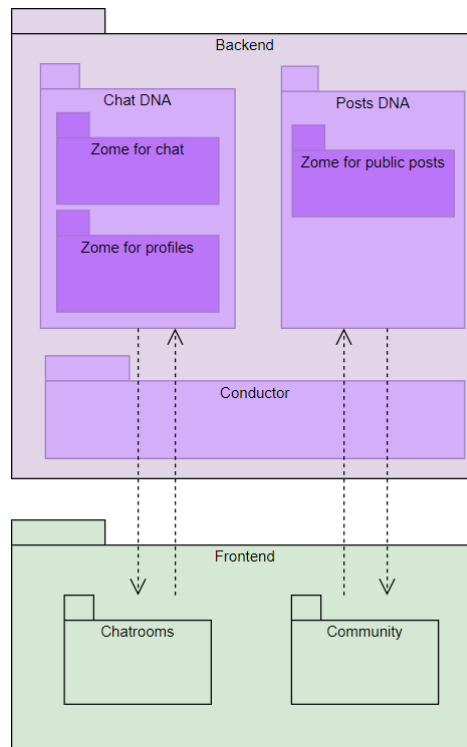 Backend
Chat DNA
Zome for chat
Zome for profiles
Posts DNA
Zome for public posts
Conductor
Frontend
Chatrooms
Community